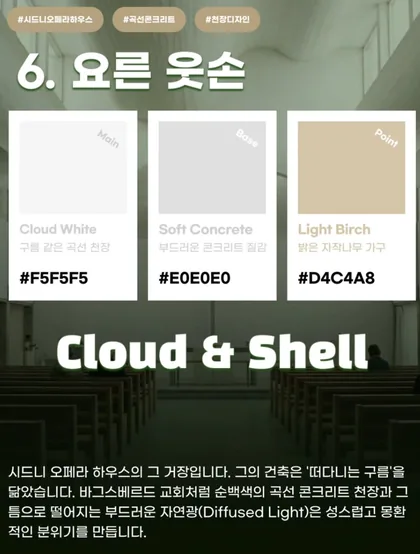 #시드니오페라하우스 #곡선콘크리트 #천장디자인
6. 요른 웃손
Main Base Point
Cloud White Soft Concrete Light Birch
구름 같은 곡선 천장 부드러운 콘크리트 질감 밝은 자작나무 가구
#F5F5F5 #E0E0E0 #D4C4A8
Cloud & Shell
시드니 오페라 하우스의 그 거장입니다. 그의 건축은 '떠다니는 구름'을
닮았습니다. 바그스베르드 교회처럼 순백색의 곡선 콘크리트 천장과 그
틈으로 떨어지는 부드러운 자연광(Diffused Light)은 성스럽고 몽환
적인 분위기를 만듭니다.